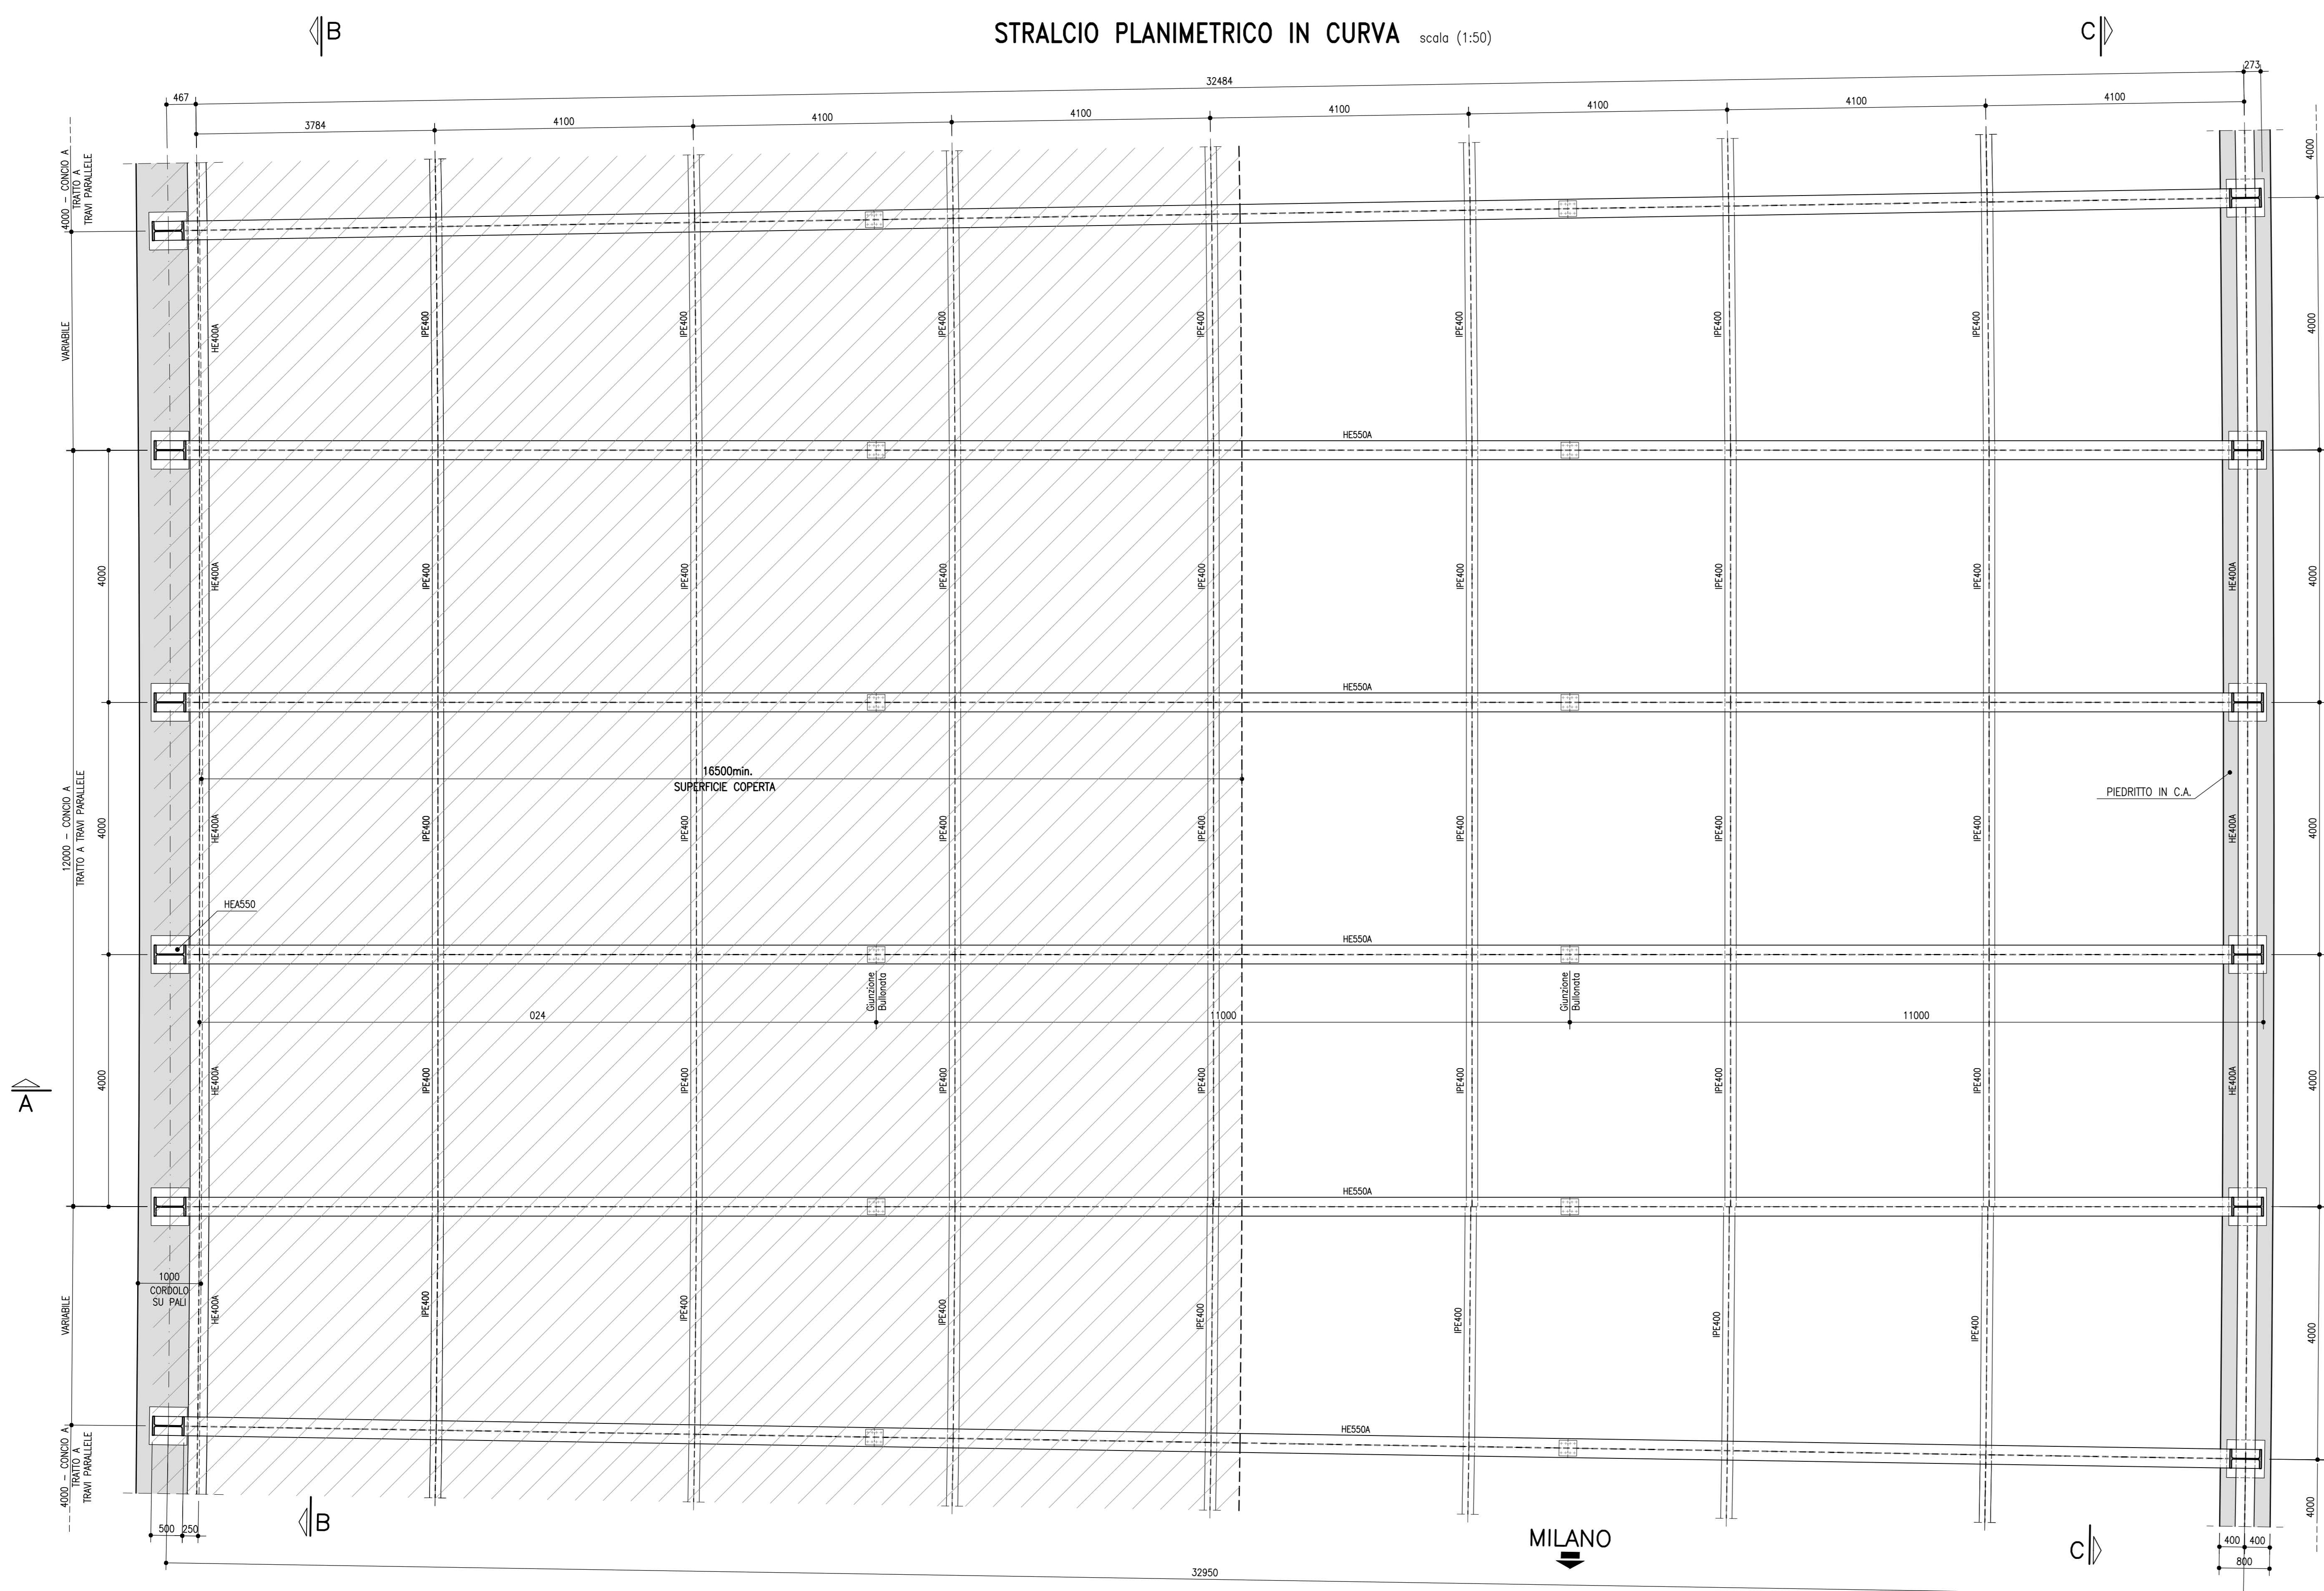 B
STRALCIO PLANIMETRICO IN CURVA scala (1:50)
C
32484
273
467
3784
4100
4100
4100
4100
4100
4100
4100
4000 - CONCIO A
TRATTO A
TRAVI PARALLELE
4000
VARIABILE
HE400A
IPE400
IPE400
IPE400
IPE400
IPE400
IPE400
IPE400
4000
HE550A
4000
HE400A
IPE400
IPE400
IPE400
IPE400
IPE400
IPE400
IPE400
HE400A
4000
HE550A
16500min.
SUPERFICIE COPERTA
PIEDRITTO IN C.A.
12000 - CONCIO A
TRATTO A TRAVI PARALLELE
4000
HE400A
IPE400
IPE400
IPE400
IPE400
IPE400
IPE400
IPE400
HE400A
4000
HEA550
HE550A
Giunzione
Bullonata
Giunzione
Bullonata
024
11000
11000
A
4000
HE400A
IPE400
IPE400
IPE400
IPE400
IPE400
IPE400
IPE400
HE400A
4000
HE550A
1000
CORDOLO
SU PALI
VARIABILE
HE400A
IPE400
IPE400
IPE400
IPE400
IPE400
IPE400
IPE400
4000
HE550A
4000 - CONCIO A
TRATTO A
TRAVI PARALLELE
4000
500
250
B
MILANO
C
400
400
800
32950